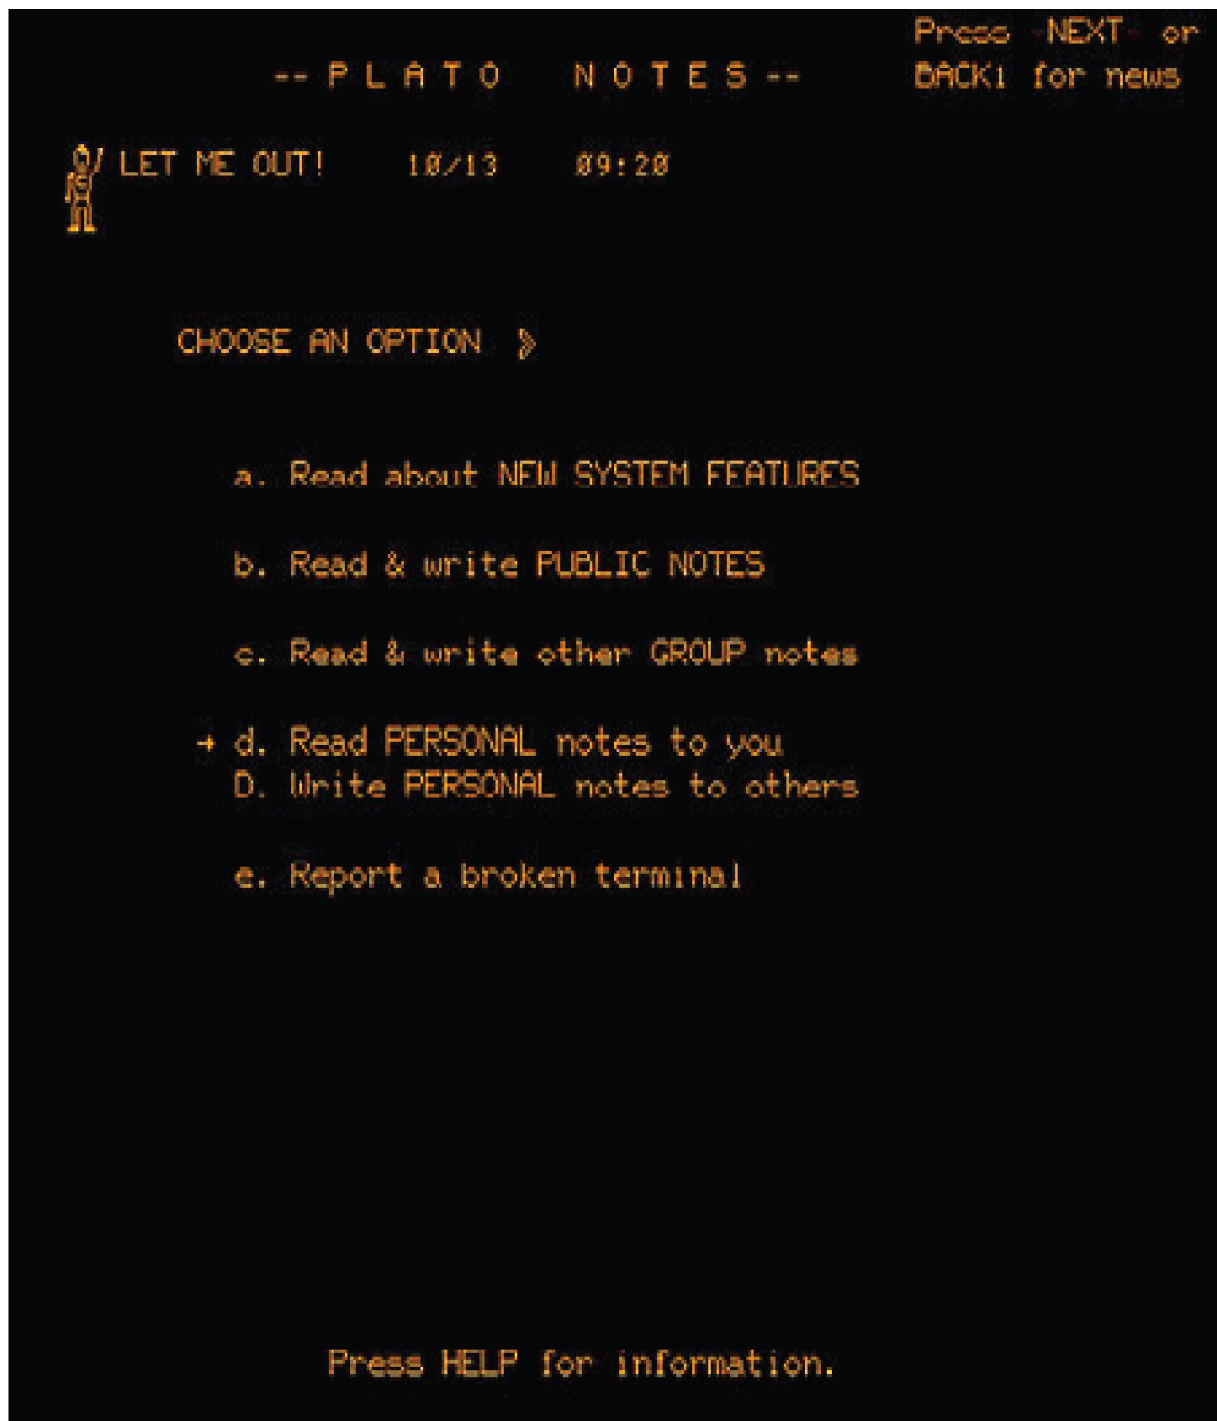 Press -NEXT- or
-- P L A T O   N O T E S --
BACK1 for news
LET ME OUT! 10/13 09:20
CHOOSE AN OPTION >
a. Read about NEW SYSTEM FEATURES
b. Read & write PUBLIC NOTES
c. Read & write other GROUP notes
→ d. Read PERSONAL notes to you
D. Write PERSONAL notes to others
e. Report a broken terminal
Press HELP for information.